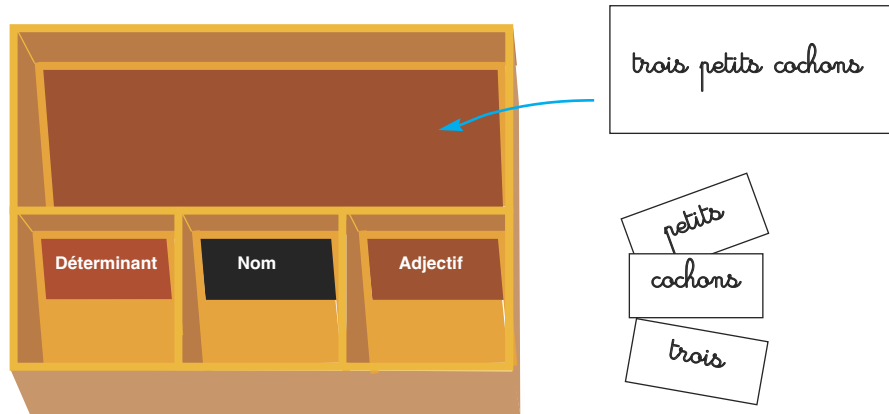 trois petits cochons
Déterminant Nom Adjectif
petits
cochons
trois